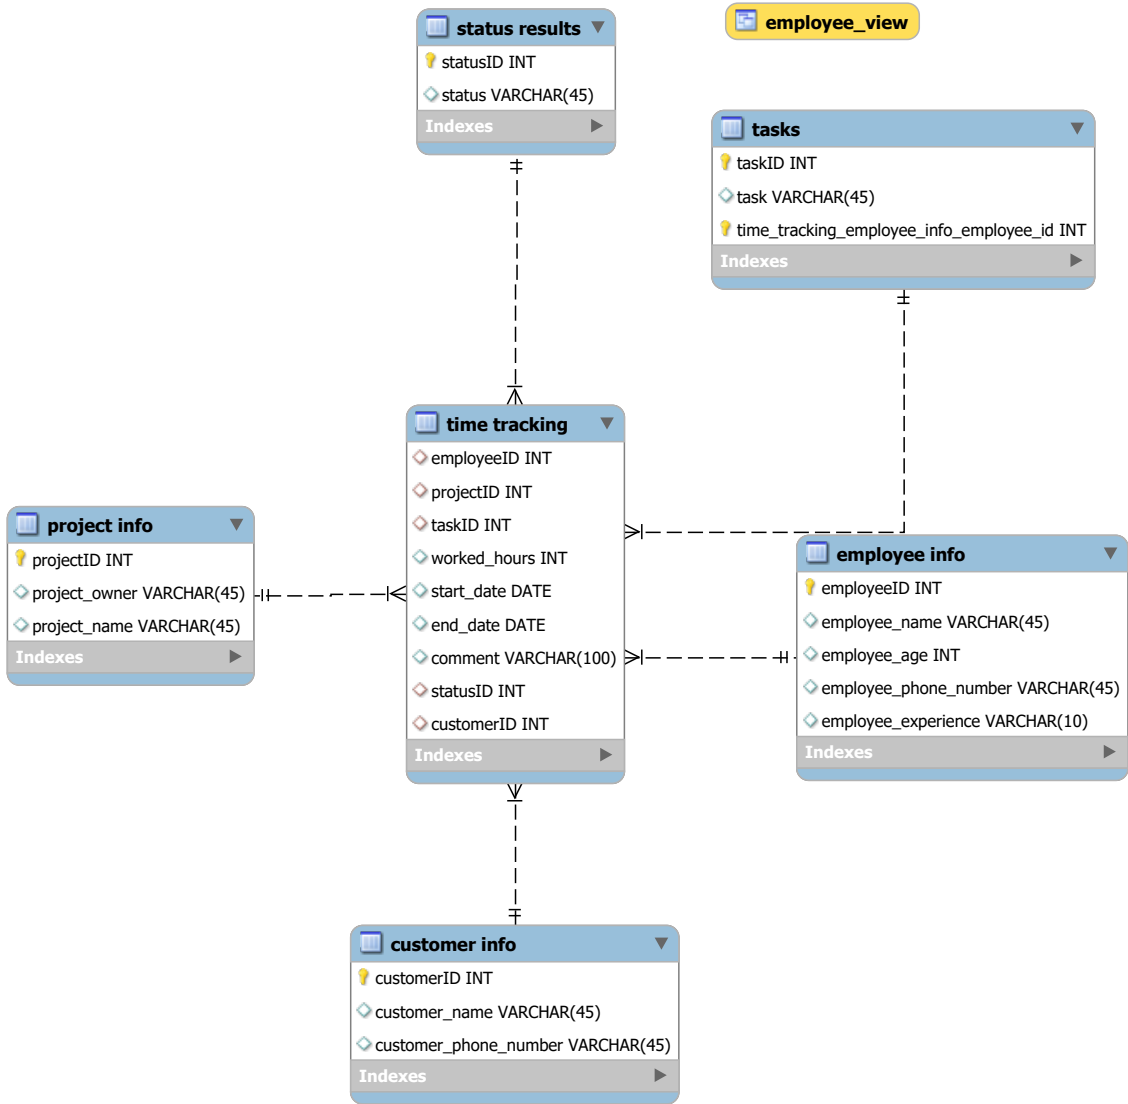 status results
statusID INT
status VARCHAR(45)
Indexes
employee_view
tasks
taskID INT
task VARCHAR(45)
time_tracking_employee_info_employee_id INT
Indexes
time tracking
employeeID INT
projectID INT
taskID INT
worked_hours INT
start_date DATE
end_date DATE
comment VARCHAR(100)
statusID INT
customerID INT
Indexes
project info
projectID INT
project_owner VARCHAR(45)
project_name VARCHAR(45)
Indexes
employee info
employeeID INT
employee_name VARCHAR(45)
employee_age INT
employee_phone_number VARCHAR(45)
employee_experience VARCHAR(10)
Indexes
customer info
customerID INT
customer_name VARCHAR(45)
customer_phone_number VARCHAR(45)
Indexes